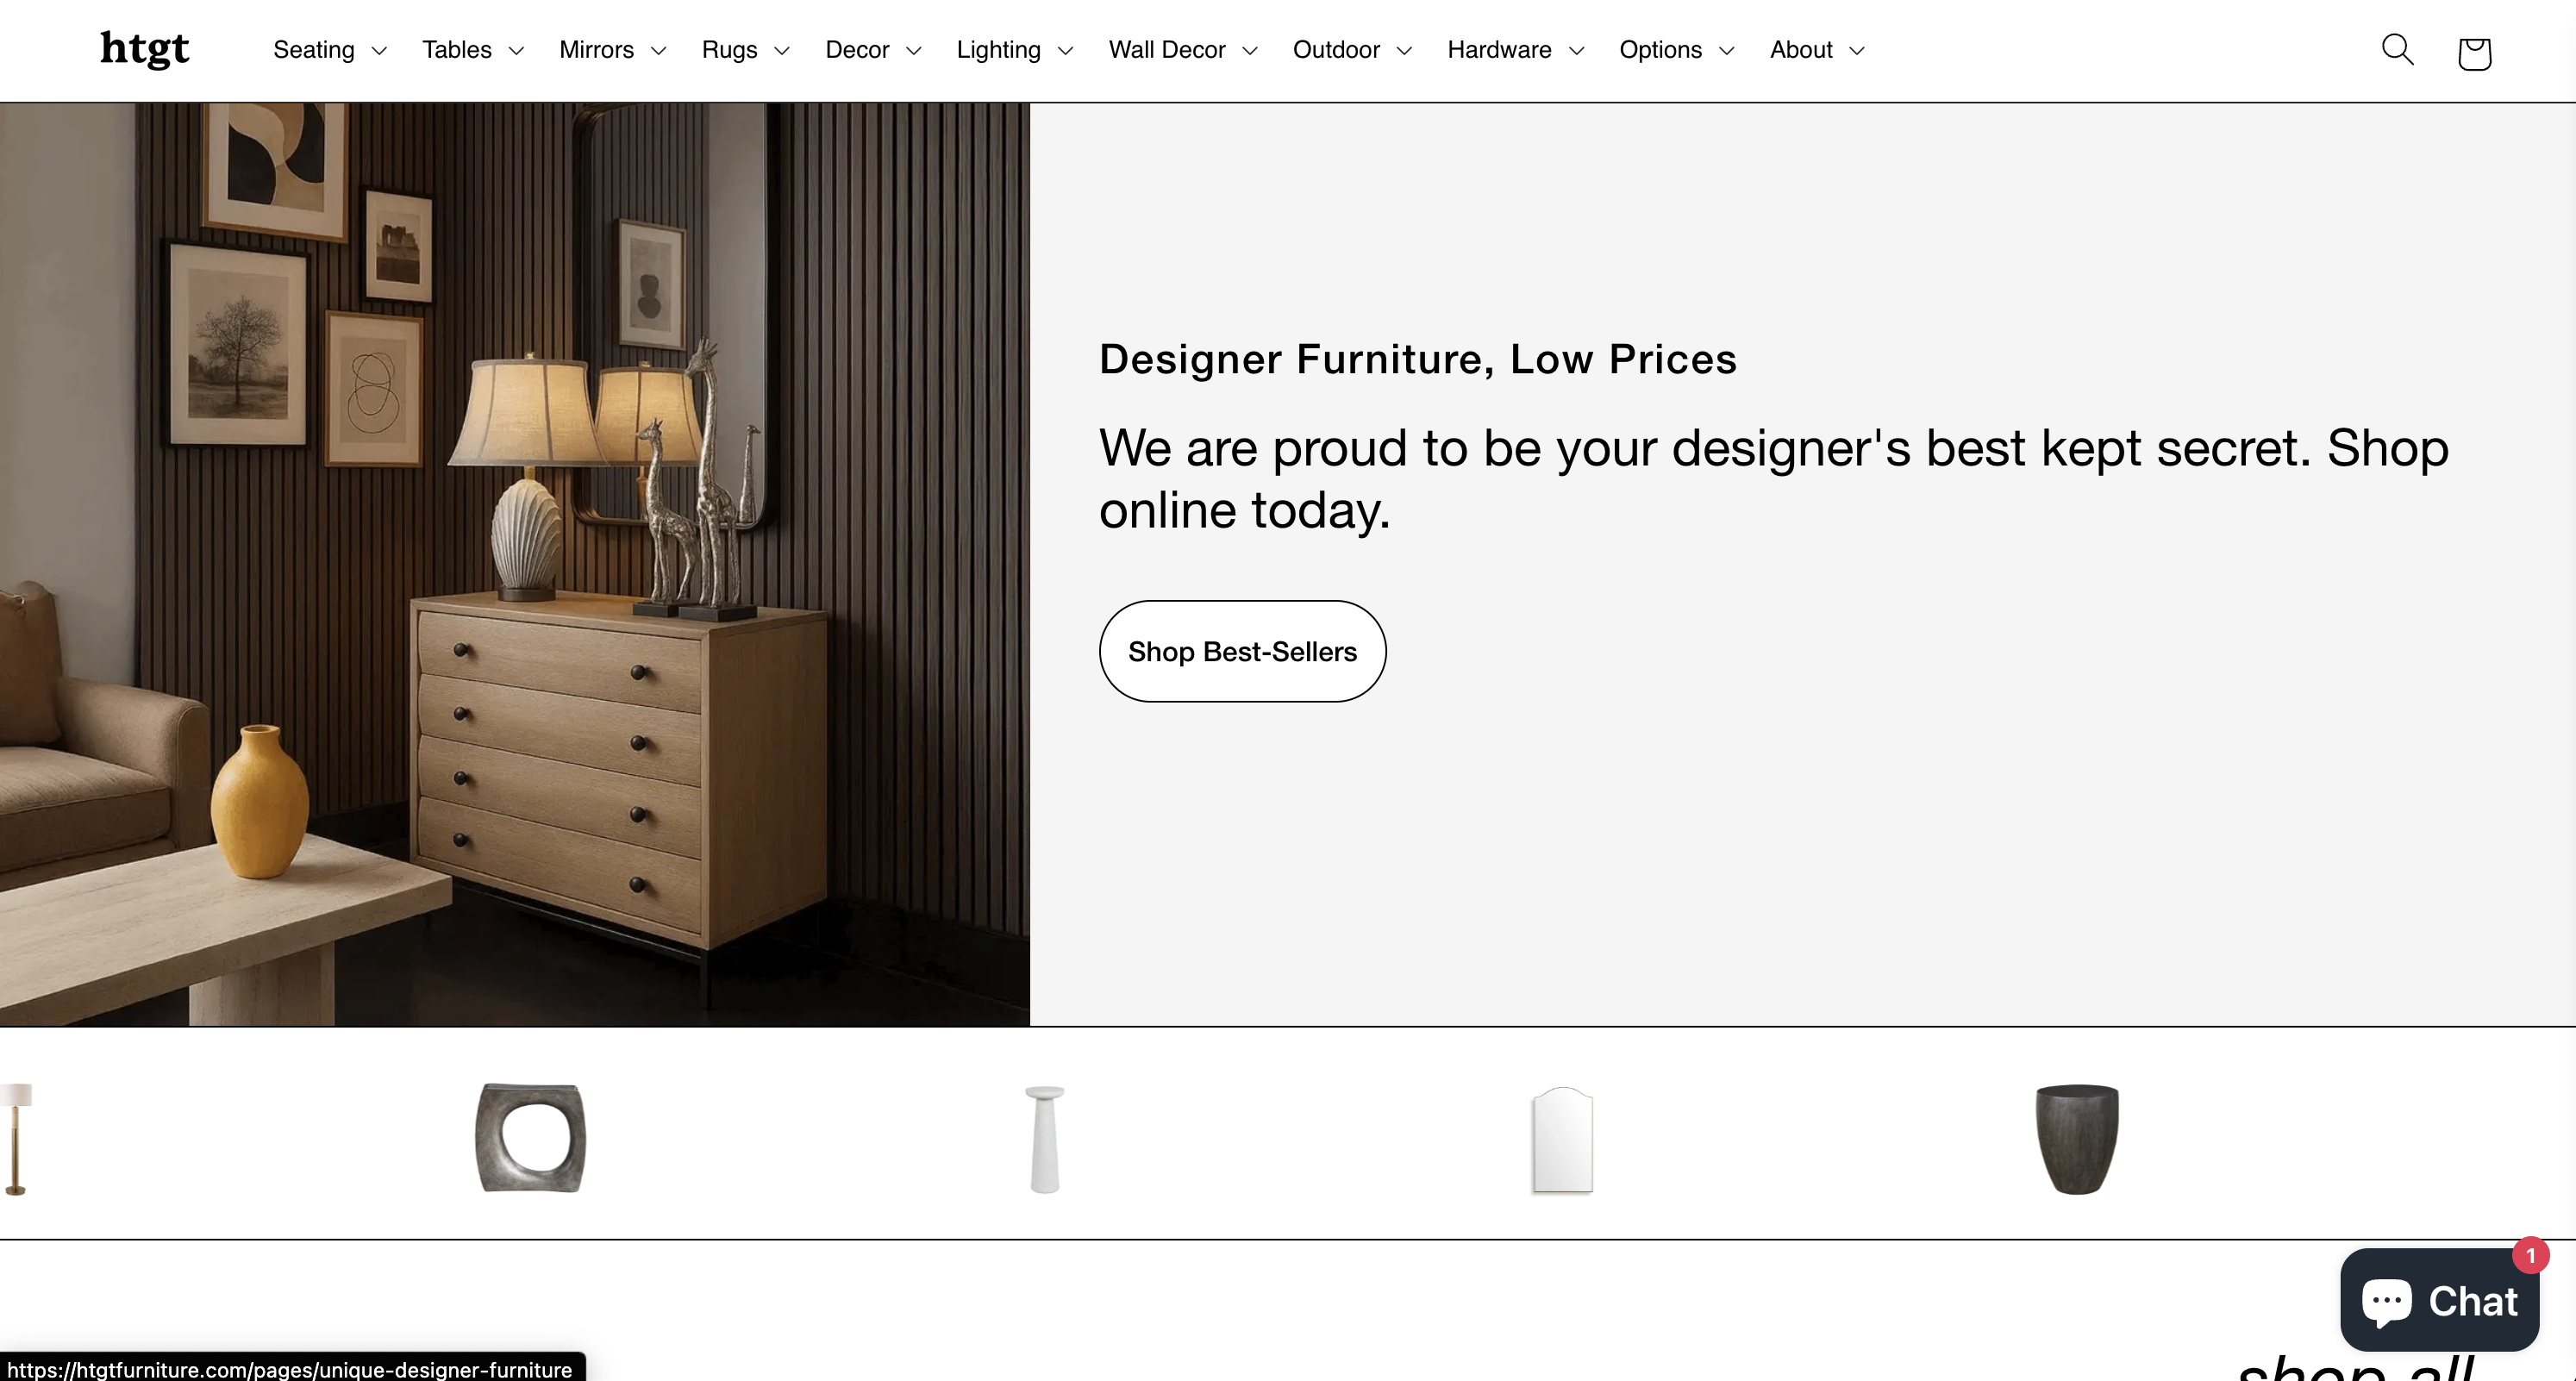 htgt
Seating
Tables
Mirrors
Rugs
Decor
Lighting
Wall Decor
Outdoor
Hardware
Options
About
Designer Furniture, Low Prices
We are proud to be your designer's best kept secret. Shop
online today.
Shop Best-Sellers
1
Chat
shop all
https://htgtfurniture.com/pages/unique-designer-furniture